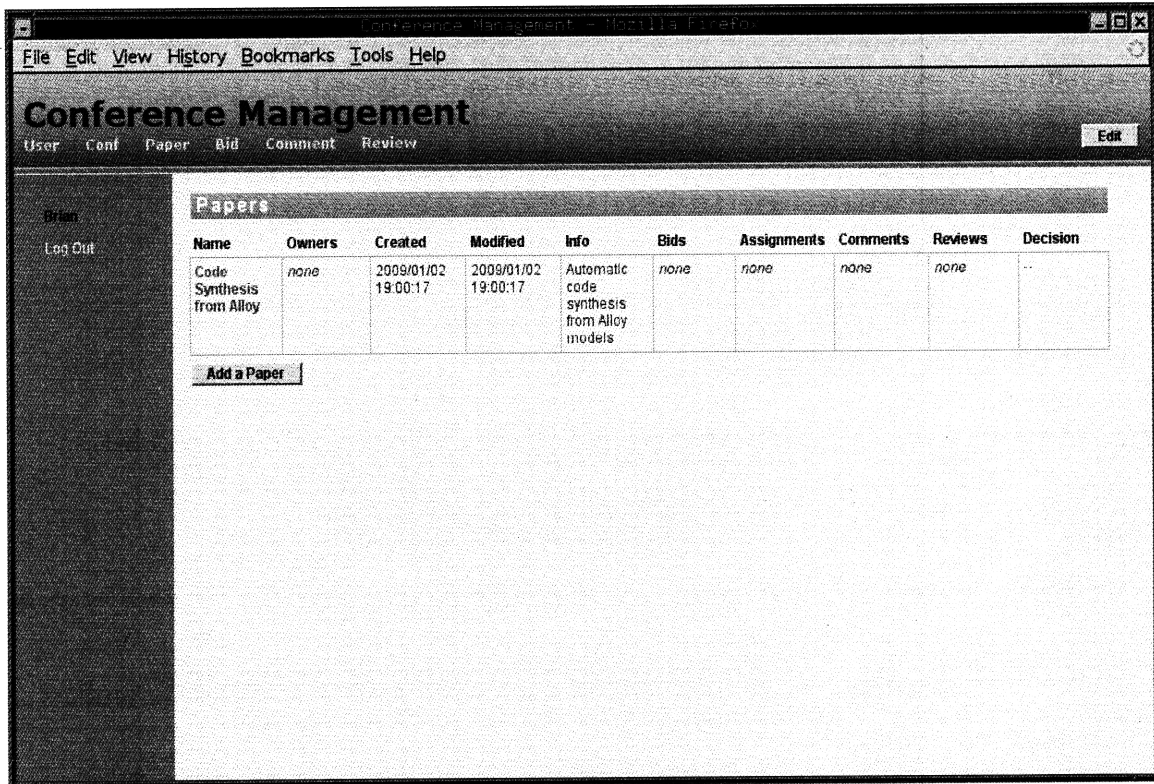 Conference Management - Mozilla Firefox
File Edit View History Bookmarks Tools Help
Conference Management
User Conf Paper Bid Comment Review
Edit
Brian
Log Out
Papers
Name Owners Created Modified Info Bids Assignments Comments Reviews Decision
Code none 2009/01/02 2009/01/02 Automatic none none none none --
Synthesis 19:00:17 19:00:17 code
from Alloy synthesis
from Alloy
models
Add a Paper